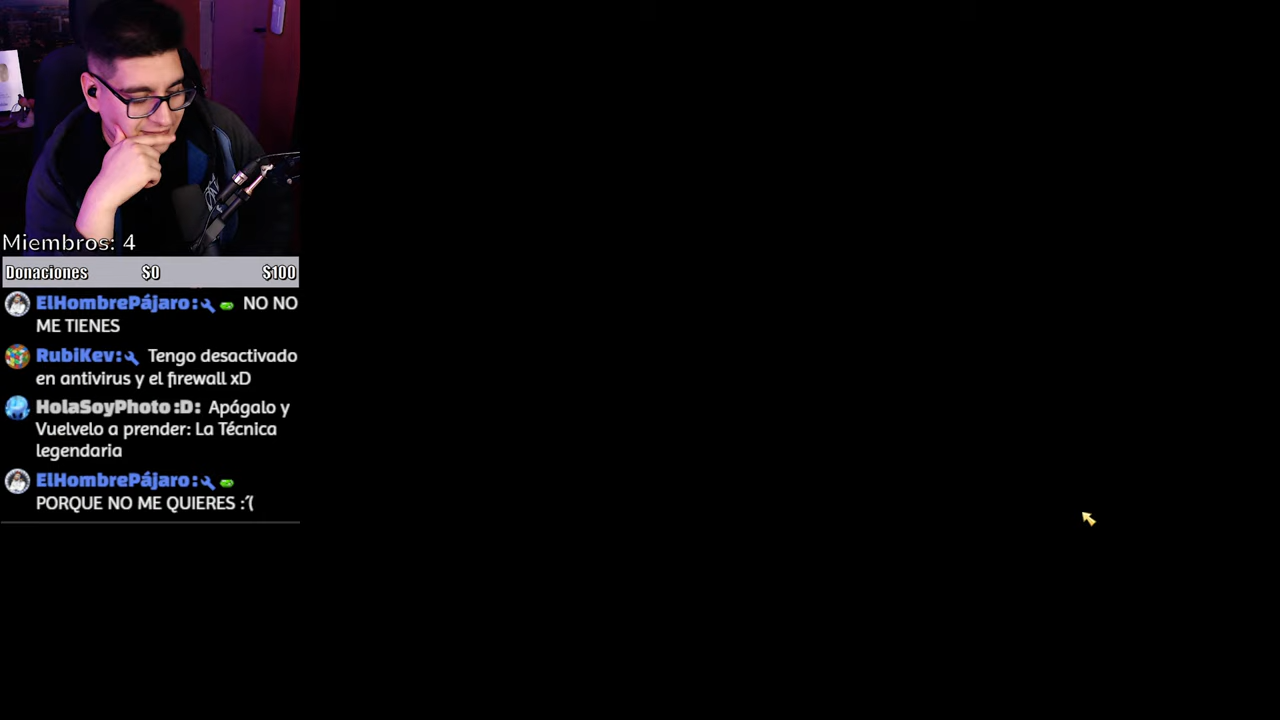 Miembros: 4
Donaciones $0 $100
ElHombrePájaro: NO NO
ME TIENES
RubiKev: Tengo desactivado
en antivirus y el firewall xD
HolaSoyPhoto :D: Apágalo y
Vuelvelo a prender: La Técnica
legendaria
ElHombrePájaro:
PORQUE NO ME QUIERES :´(